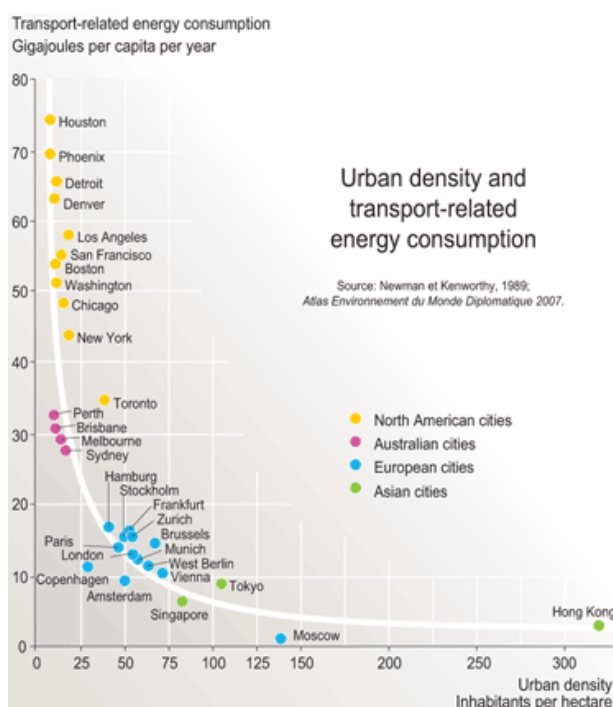 Transport-related energy consumption
Gigajoules per capita per year
80
Houston
70
Phoenix
Detroit
Denver
60
Los Angeles
San Francisco
Boston
50
Washington
Chicago
New York
40
Toronto
Perth
30
Brisbane
Melbourne
Sydney
Hamburg
Stockholm
20
Frankfurt
Zurich
Brussels
Paris
London
Munich
West Berlin
10
Copenhagen
Vienna
Tokyo
Amsterdam
Singapore
Hong Kong
Moscow
0
0 25 50 75 100 125 150 200 250 300
Urban density
Inhabitants per hectare
Urban density and
transport-related
energy consumption
Source: Newman et Kenworthy, 1989;
Atlas Environnement du Monde Diplomatique 2007.
North American cities
Australian cities
European cities
Asian cities